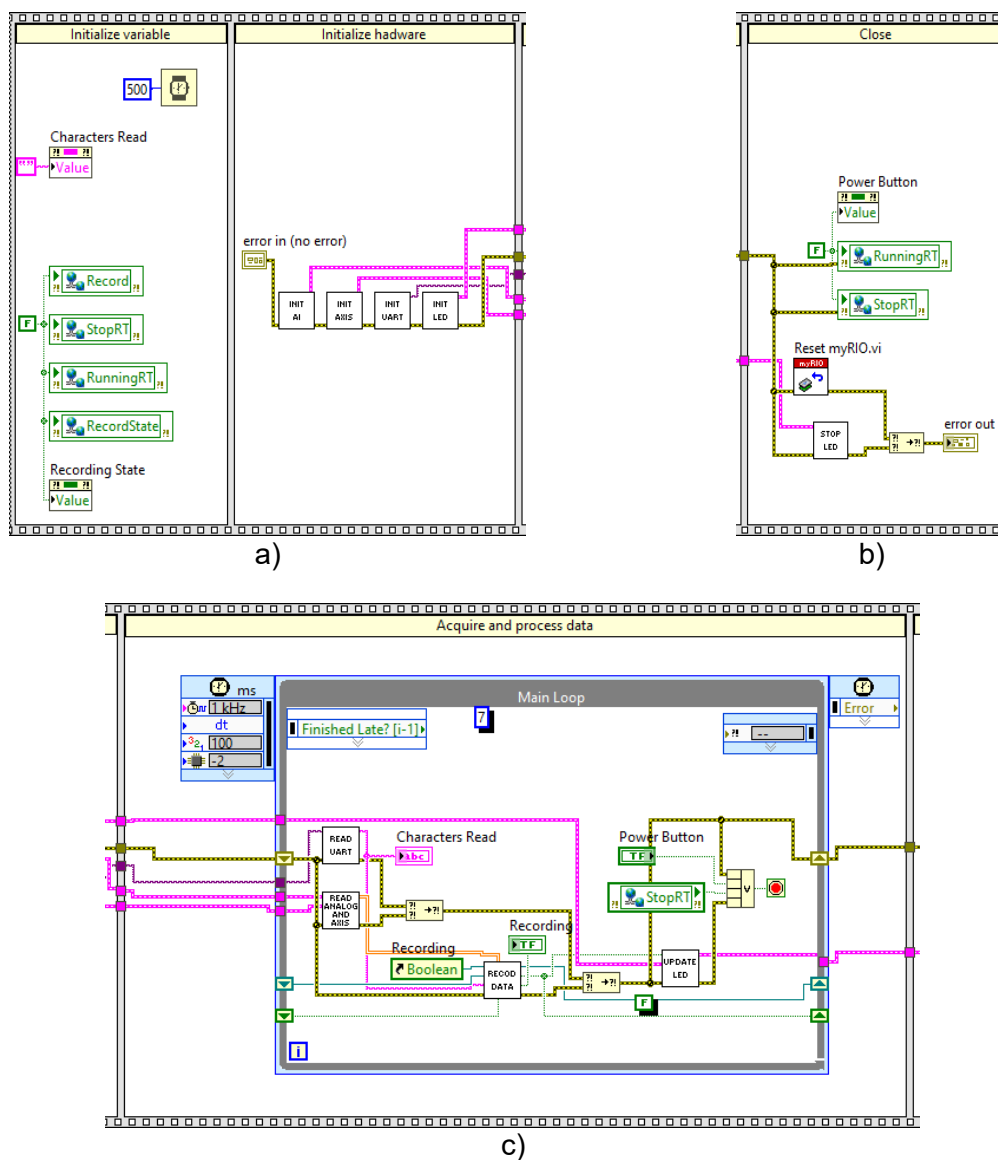 Initialize variable
Initialize hadware
500
Characters Read
Value
error in (no error)
INIT AI
INIT AXIS
INIT UART
INIT LED
Record
F
StopRT
RunningRT
RecordState
Recording State
Value
a)
Close
Power Button
Value
F
RunningRT
StopRT
Reset myRIO.vi
myRIO
STOP LED
error out
b)
Acquire and process data
ms
1 kHz
dt
100
-2
Main Loop
Finished Late? [i-1]
7
--
Error
READ UART
Characters Read
abc
READ ANALOG AND AXIS
Power Button
TF
StopRT
V
Recording
TF
Recording
Boolean
RECOD DATA
UPDATE LED
F
i
c)